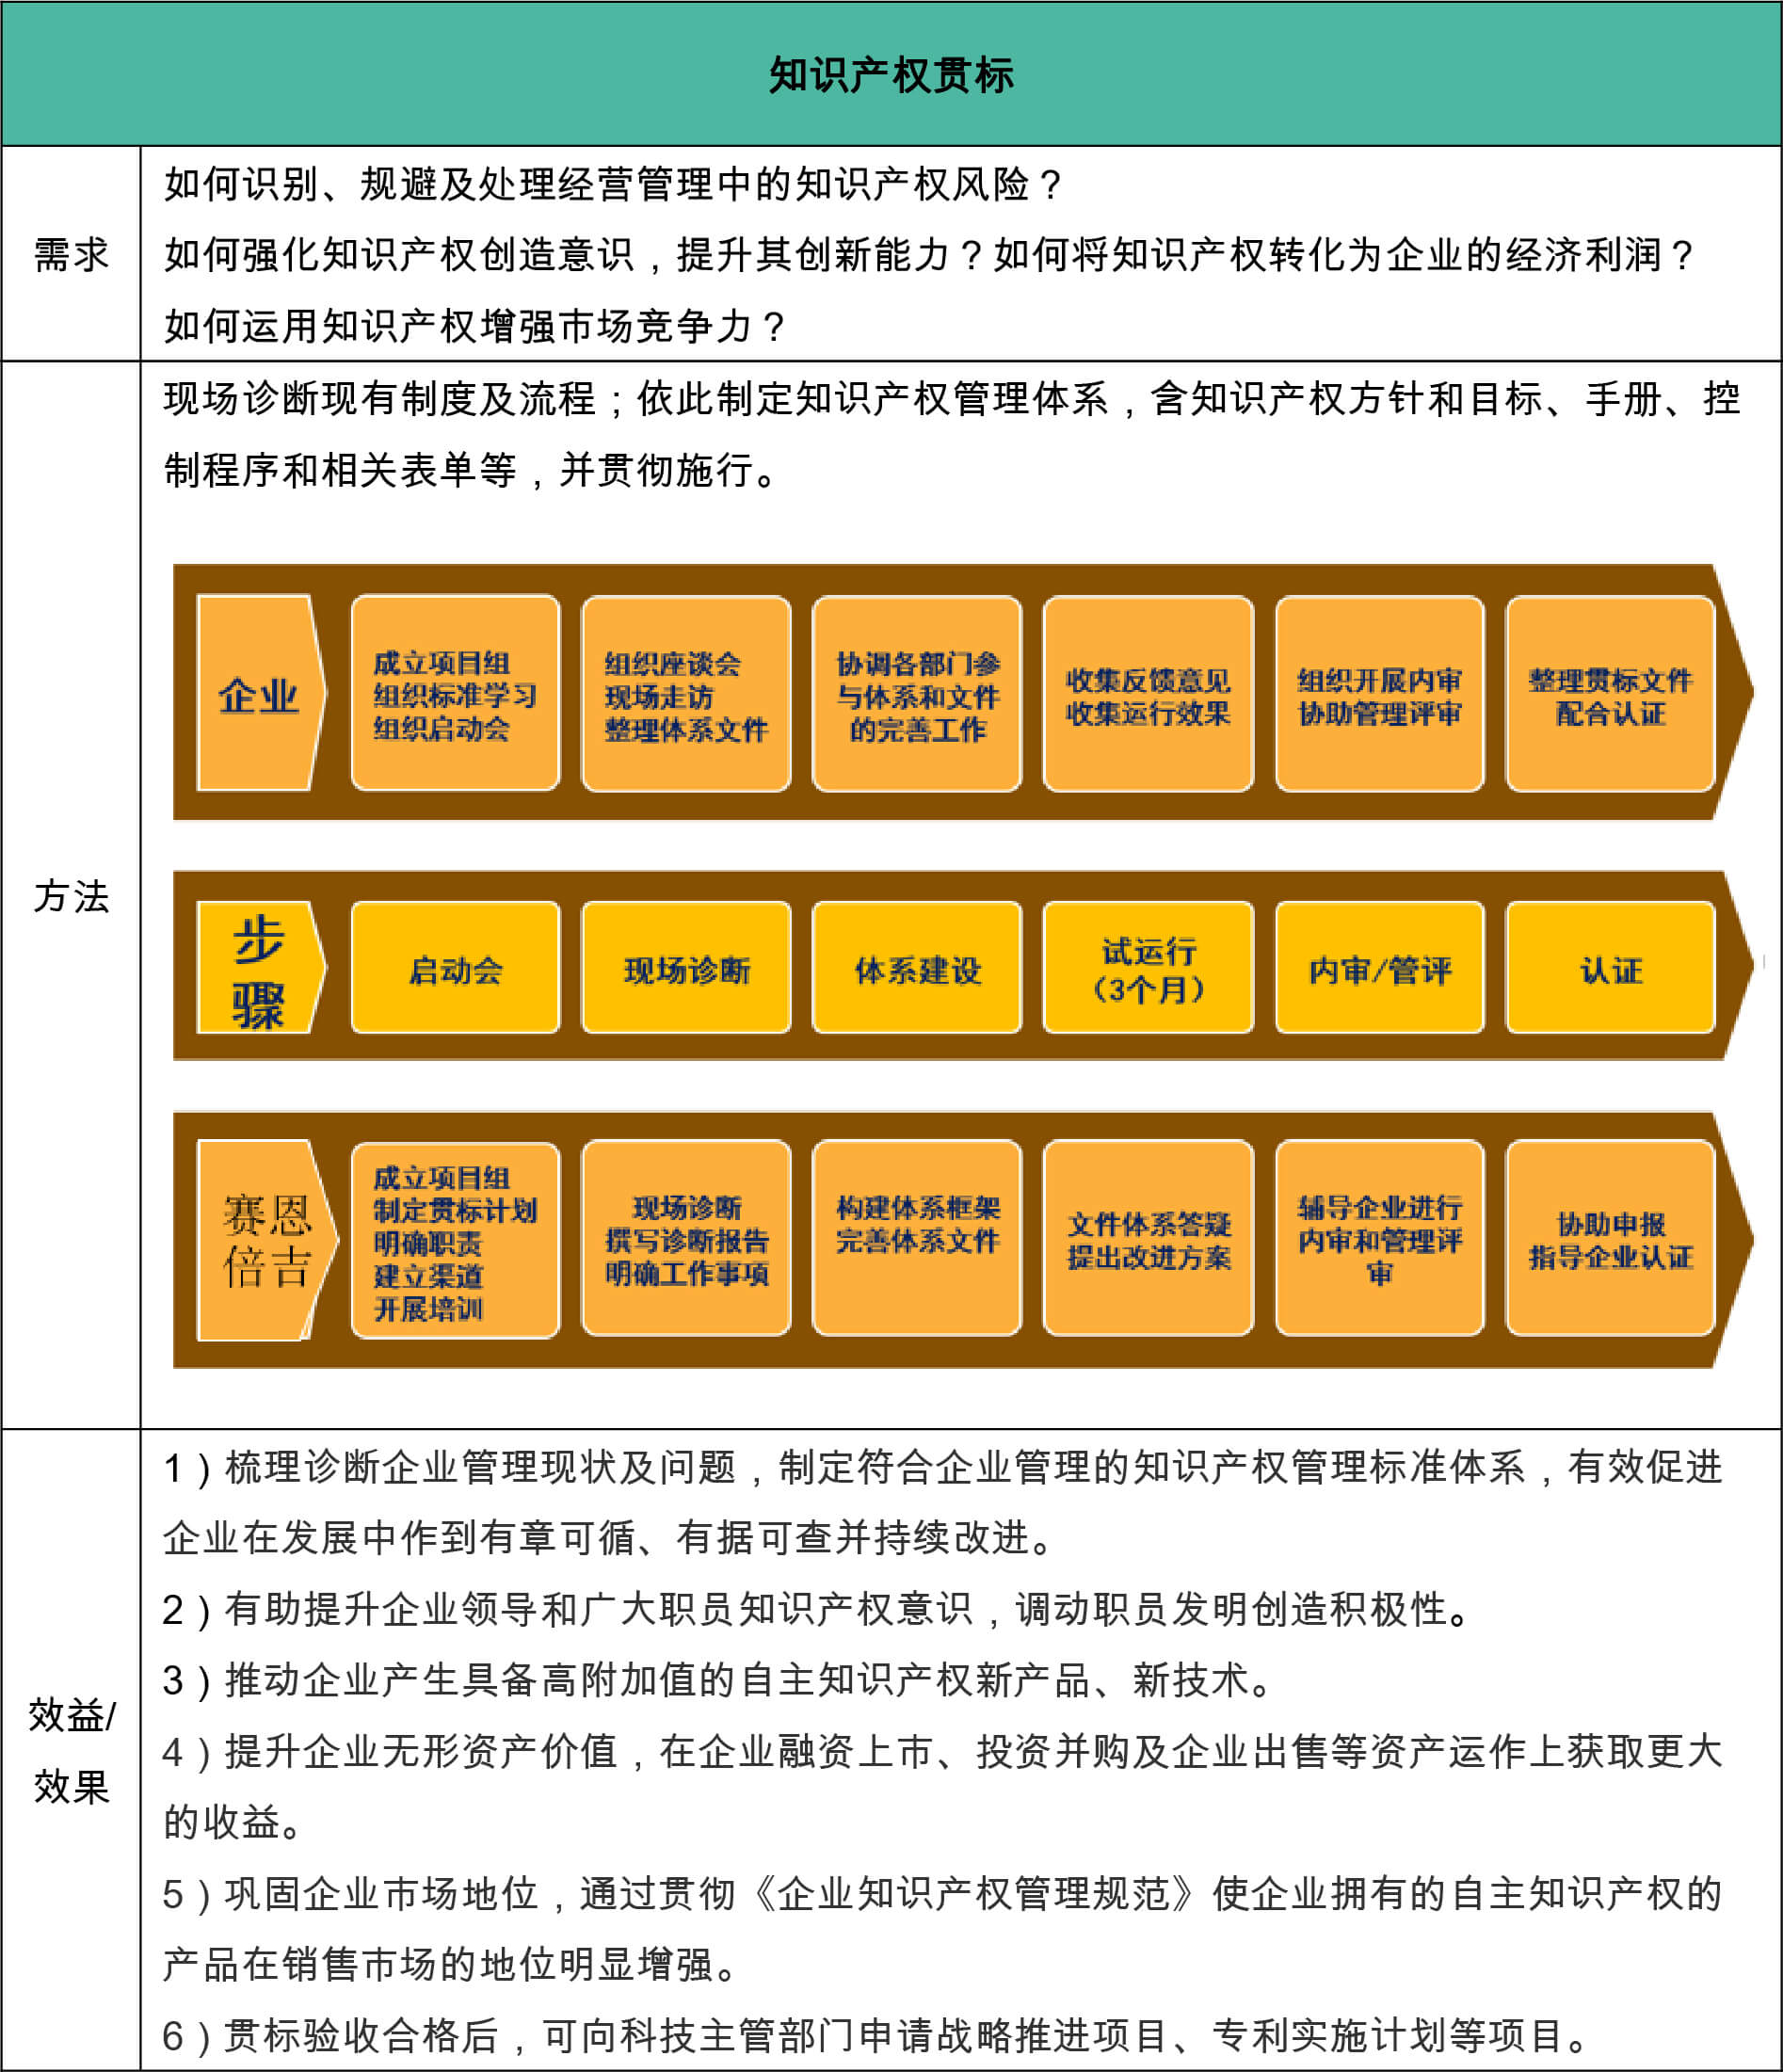 知识产权贯标
需求
如何识别、规避及处理经营管理中的知识产权风险？
如何强化知识产权创造意识，提升其创新能力？如何将知识产权转化为企业的经济利润？
如何运用知识产权增强市场竞争力？
方法
现场诊断现有制度及流程；依此制定知识产权管理体系，含知识产权方针和目标、手册、控
制程序和相关表单等，并贯彻施行。
企业
成立项目组
组织标准学习
组织启动会
组织座谈会
现场走访
整理体系文件
协调各部门参
与体系和文件
的完善工作
收集反馈意见
收集运行效果
组织开展内审
协助管理评审
整理贯标文件
配合认证
步
骤
启动会
现场诊断
体系建设
试运行
（3个月）
内审/管评
认证
赛恩
倍吉
成立项目组
制定贯标计划
明确职责
建立渠道
开展培训
现场诊断
撰写诊断报告
明确工作事项
构建体系框架
完善体系文件
文件体系答疑
提出改进方案
辅导企业进行
内审和管理评
审
协助申报
指导企业认证
效益/
效果
1）梳理诊断企业管理现状及问题，制定符合企业管理的知识产权管理标准体系，有效促进
企业在发展中作到有章可循、有据可查并持续改进。
2）有助提升企业领导和广大职员知识产权意识，调动职员发明创造积极性。
3）推动企业产生具备高附加值的自主知识产权新产品、新技术。
4）提升企业无形资产价值，在企业融资上市、投资并购及企业出售等资产运作上获取更大
的收益。
5）巩固企业市场地位，通过贯彻《企业知识产权管理规范》使企业拥有的自主知识产权的
产品在销售市场的地位明显增强。
6）贯标验收合格后，可向科技主管部门申请战略推进项目、专利实施计划等项目。